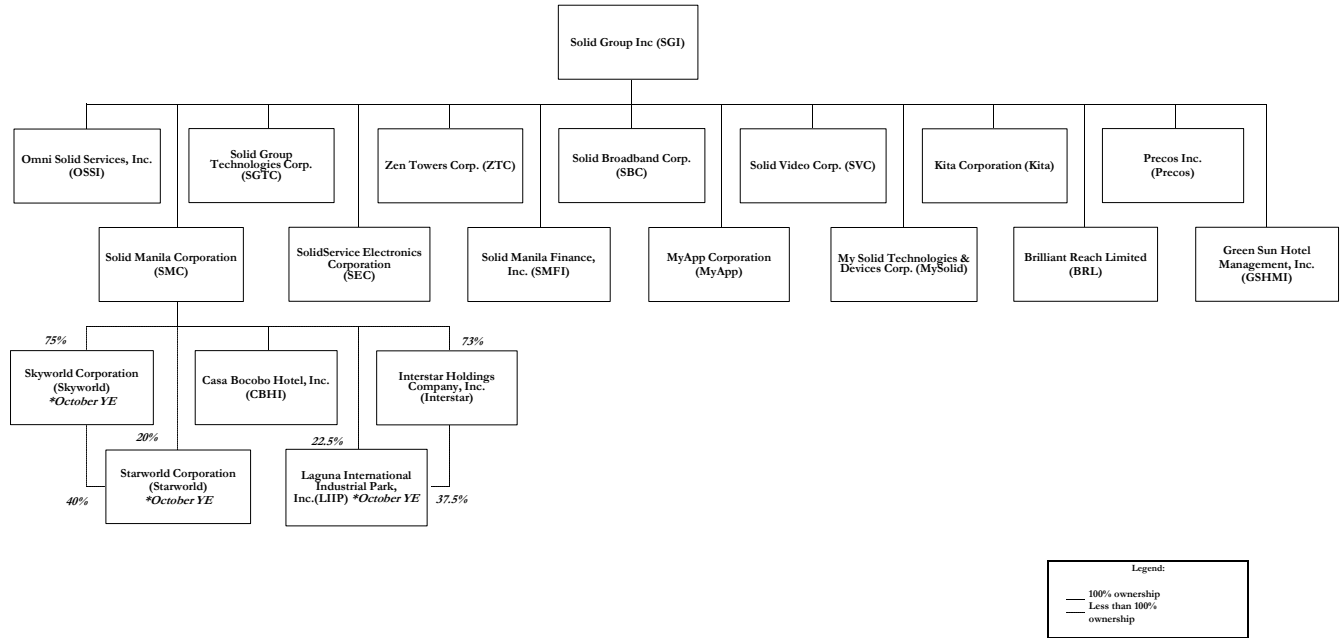 Solid Group Inc (SGI)
Omni Solid Services, Inc.
(OSSI)
Solid Group
Technologies Corp.
(SGTC)
Zen Towers Corp. (ZTC)
Solid Broadband Corp.
(SBC)
Solid Video Corp. (SVC)
Kita Corporation (Kita)
Precos Inc.
(Precos)
Solid Manila Corporation
(SMC)
SolidService Electronics
Corporation
(SEC)
Solid Manila Finance,
Inc. (SMFI)
MyApp Corporation
(MyApp)
My Solid Technologies &
Devices Corp. (MySolid)
Brilliant Reach Limited
(BRL)
Green Sun Hotel
Management, Inc.
(GSHMI)
75%
73%
Skyworld Corporation
(Skyworld)
*October YE
Casa Bocobo Hotel, Inc.
(CBHI)
Interstar Holdings
Company, Inc.
(Interstar)
20%
22.5%
Starworld Corporation
(Starworld)
*October YE
Laguna International
Industrial Park,
Inc.(LIIP) *October YE
40%
37.5%
Legend:
100% ownership
Less than 100%
ownership